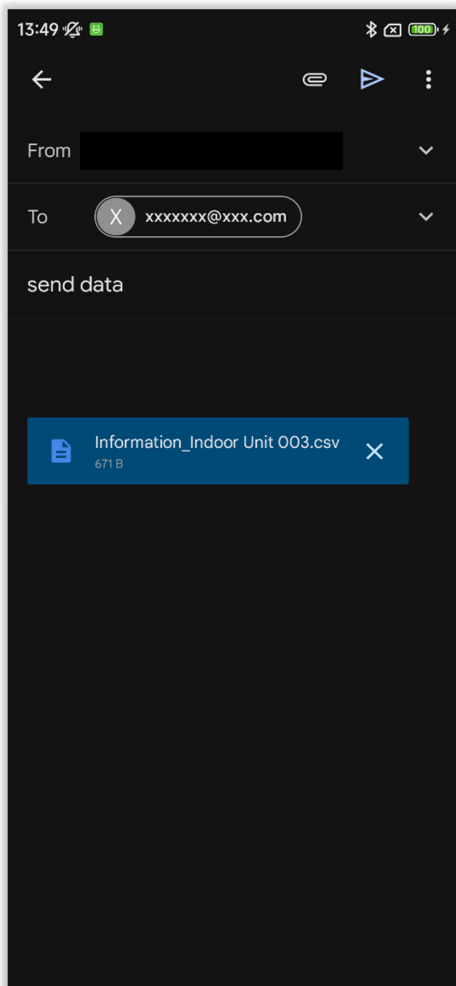 13:49
100
From
To
X xxxxxxx@xxx.com
send data
Information_Indoor Unit 003.csv
671 B